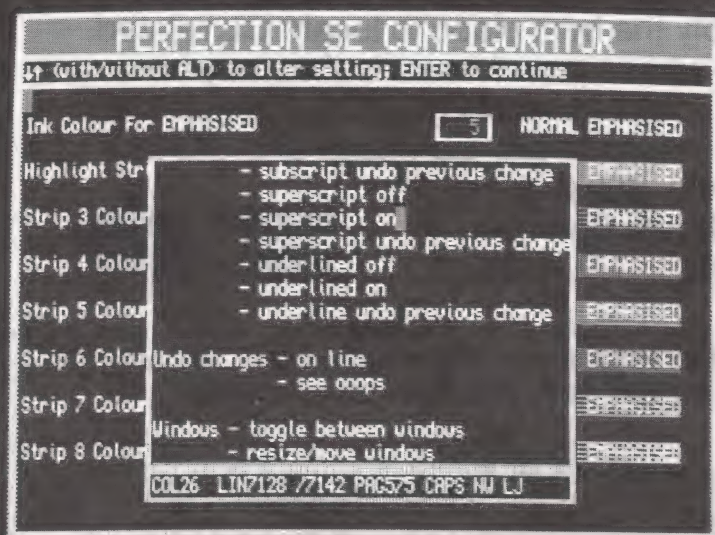 PERFECTION SE CONFIGURATOR
↓↑ (with/without ALT) to alter setting; ENTER to continue
Ink Colour For EMPHASISED 5 NORMAL EMPHASISED
Highlight Str EMPHASISED
- subscript undo previous change
- superscript off
Strip 3 Colour EMPHASISED
- superscript on
- superscript undo previous change
Strip 4 Colour EMPHASISED
- underlined off
- underlined on
Strip 5 Colour EMPHASISED
- underline undo previous change
Strip 6 Colour EMPHASISED
Undo changes - on line
- see ooops
Strip 7 Colour EMPHASISED
Windows - toggle between windows
Strip 8 Colour EMPHASISED
- resize/move windows
COL26 LIN7128 /7142 PAG575 CAPS NW LJ